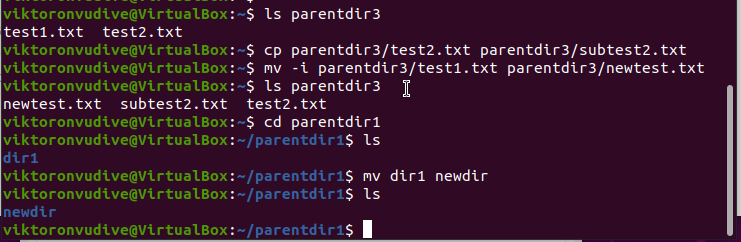 viktoronvudive@VirtualBox:~$ ls parentdir3
test1.txt  test2.txt
viktoronvudive@VirtualBox:~$ cp parentdir3/test2.txt parentdir3/subtest2.txt
viktoronvudive@VirtualBox:~$ mv -i parentdir3/test1.txt parentdir3/newtest.txt
viktoronvudive@VirtualBox:~$ ls parentdir3
newtest.txt  subtest2.txt  test2.txt
viktoronvudive@VirtualBox:~$ cd parentdir1
viktoronvudive@VirtualBox:~/parentdir1$ ls
dir1
viktoronvudive@VirtualBox:~/parentdir1$ mv dir1 newdir
viktoronvudive@VirtualBox:~/parentdir1$ ls
newdir
viktoronvudive@VirtualBox:~/parentdir1$